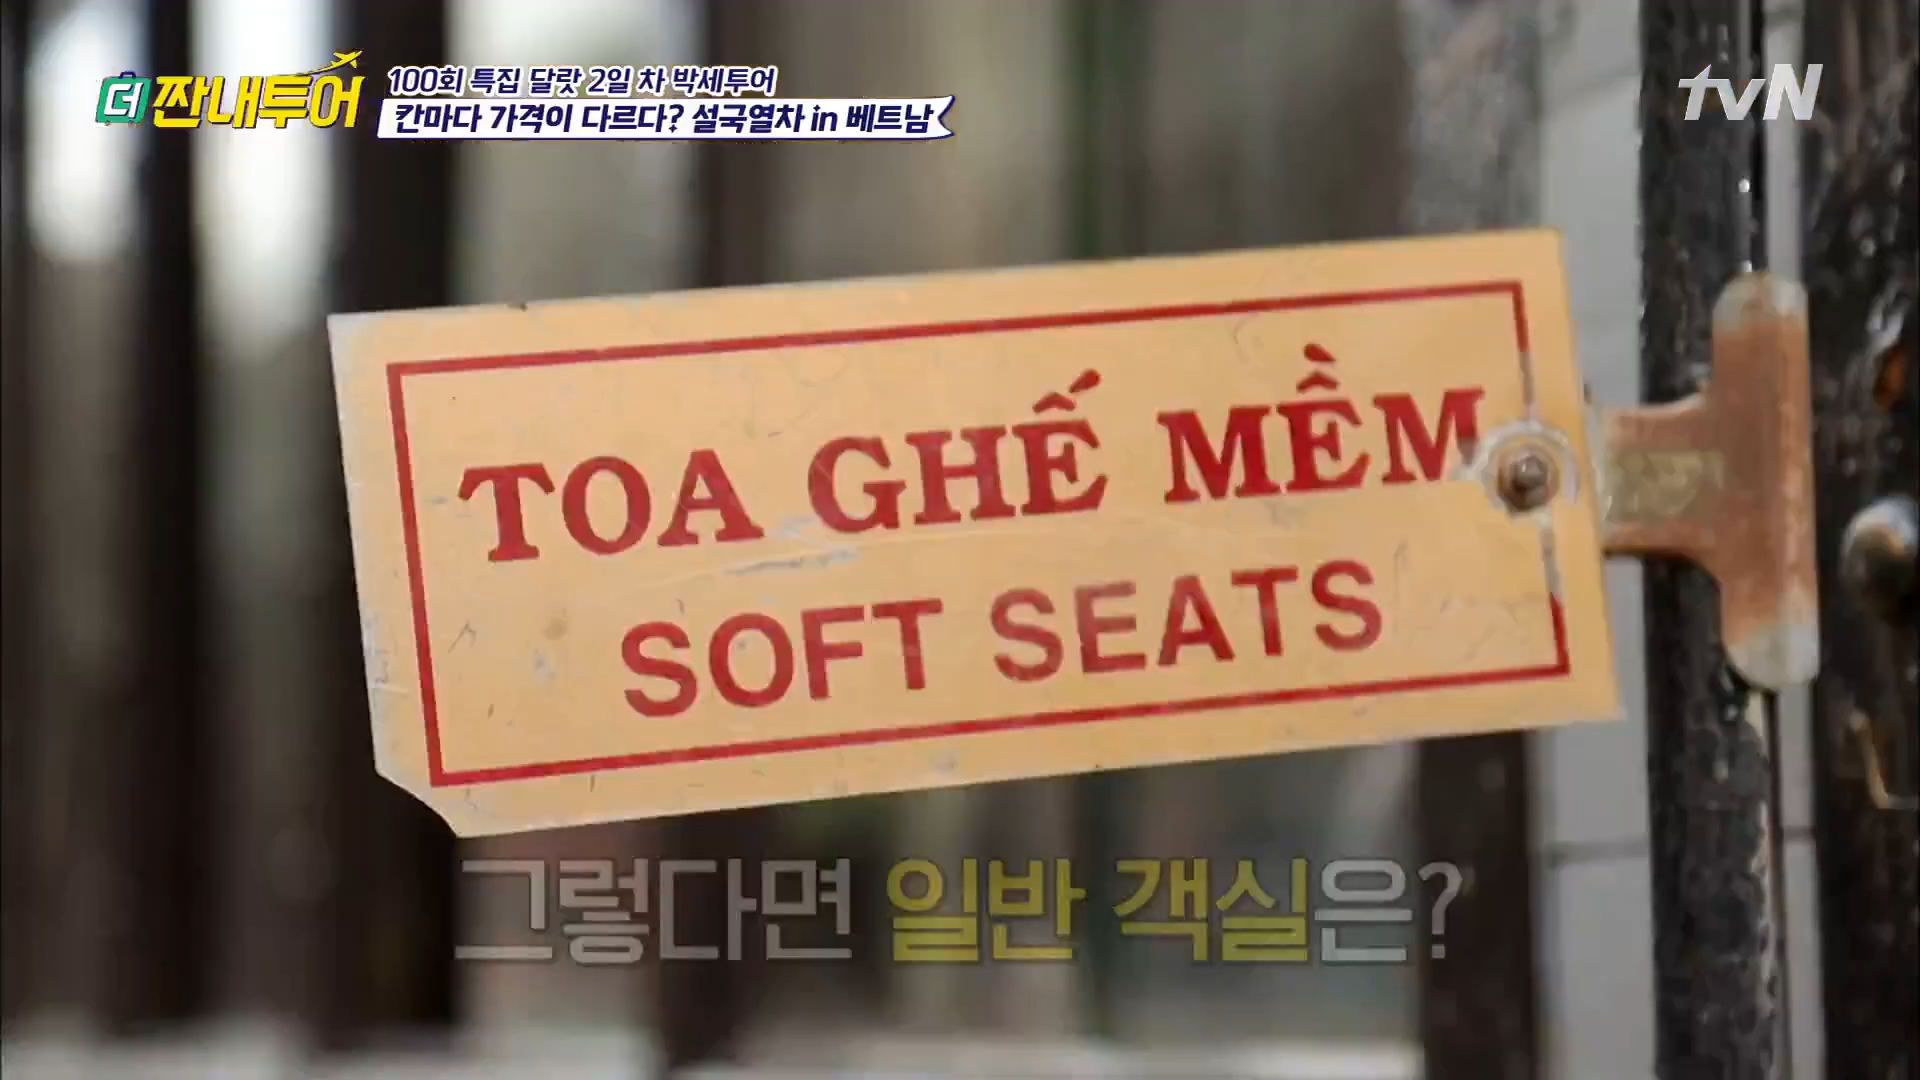 더 짠내투어
100회 특집 달랏 2일 차 박세투어
칸마다 가격이 다르다? 설국열차 in 베트남
tvN
TOA GHẾ MỀM
SOFT SEATS
그렇다면 일반 객실은?